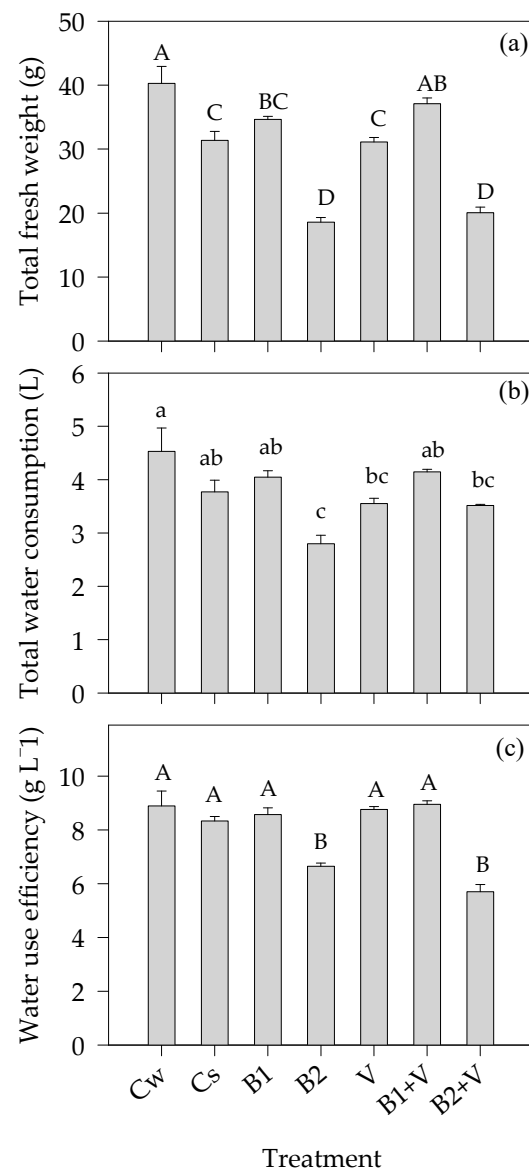 50
40
30
20
10
0
Total fresh weight (g)
(a)
A
C
BC
D
C
AB
D
6
5
4
3
2
1
0
Total water consumption (L)
(b)
a
ab
ab
c
bc
ab
bc
10
8
6
4
2
0
Water use efficiency (g L¯1)
(c)
A
A
A
B
A
A
B
Cw
Cs
B1
B2
V
B1+V
B2+V
Treatment